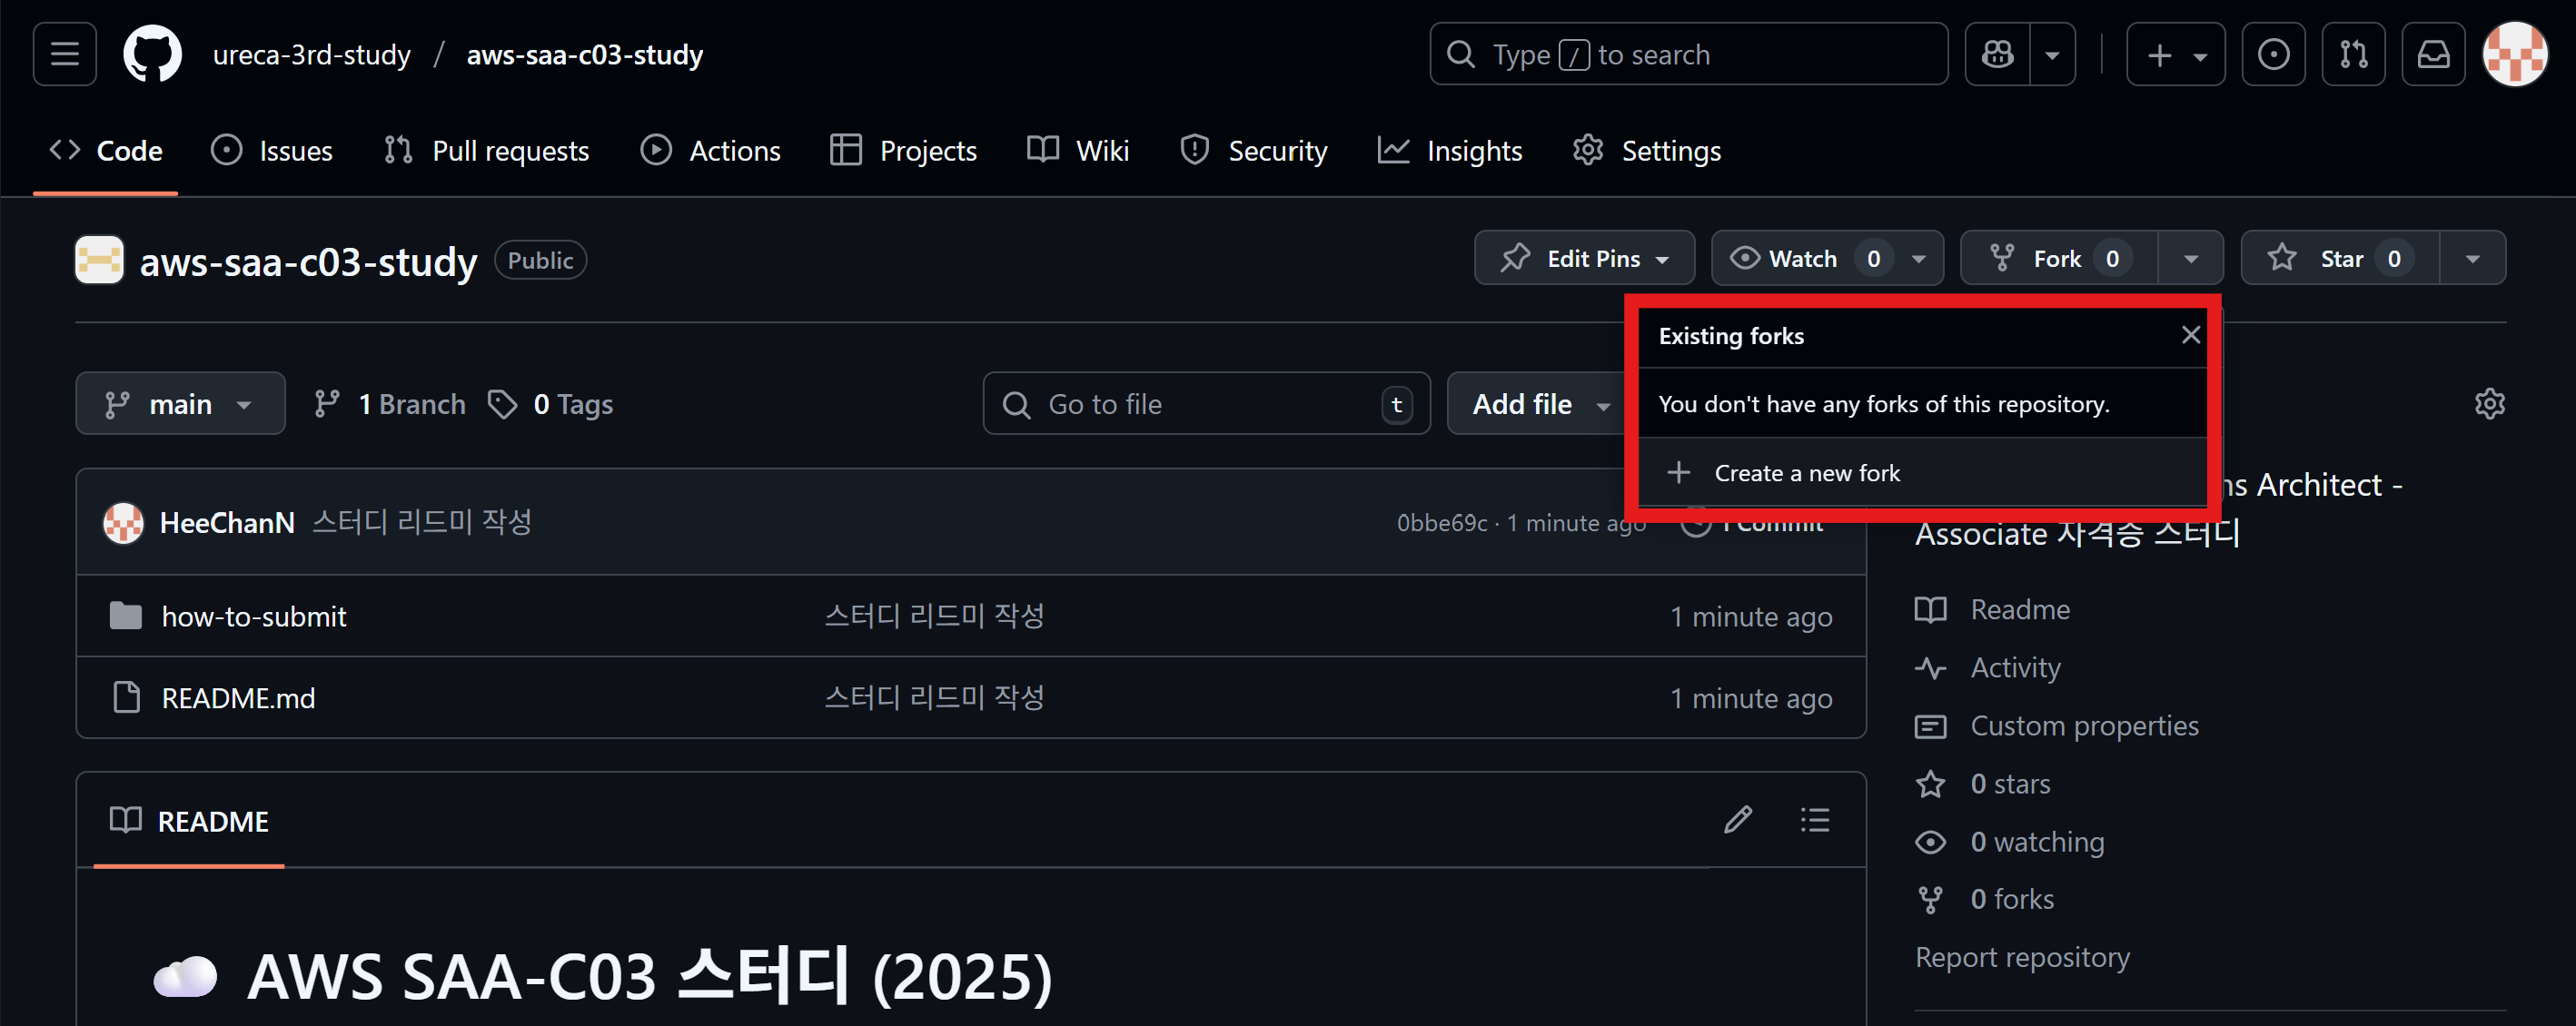 ureca-3rd-study / aws-saa-c03-study
Type / to search
Code
Issues
Pull requests
Actions
Projects
Wiki
Security
Insights
Settings
aws-saa-c03-study Public
Edit Pins
Watch 0
Fork 0
Star 0
Existing forks
You don't have any forks of this repository.
Create a new fork
main
1 Branch
0 Tags
Go to file t
Add file
Architect -
Associate 자격증 스터디
HeeChanN 스터디 리드미 작성 0bbe69c · 1 minute ago 1 Commit
how-to-submit 스터디 리드미 작성 1 minute ago
README.md 스터디 리드미 작성 1 minute ago
Readme
Activity
Custom properties
0 stars
0 watching
0 forks
Report repository
README
AWS SAA-C03 스터디 (2025)